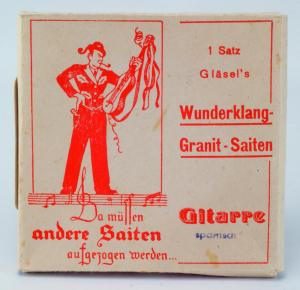 1 Satz
Gläsel's
Wunderklang-
Granit-Saiten
Gitarre
spanisch
Da müssen
andere Saiten
aufgezogen werden...